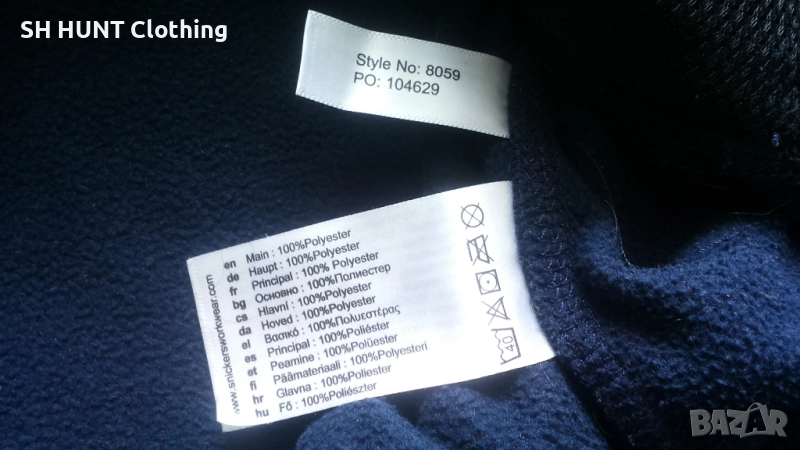 SH HUNT Clothing
Style No: 8059
PO: 104629
www.snickersworkwear.com
en Main : 100%Polyester
de Haupt : 100%Polyester
fr Principal : 100% Polyester
bg Основно : 100%Полиестер
cs Hlavní : 100%Polyester
da Hoved : 100%Polyester
el Βασικό : 100%Πολυεστέρας
es Principal : 100%Poliéster
et Peamine : 100%Polüester
fi Päämateriaali : 100%Polyesteri
hr Glavna : 100%Poliester
hu Fő : 100%Poliészter
40
BAZAR